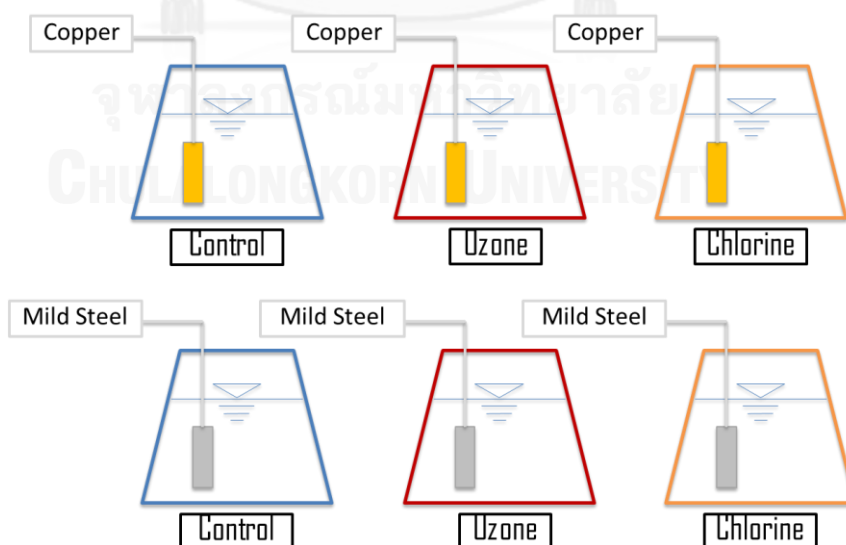 Copper
Copper
Copper
จุฬาลงกรณ์มหาวิทยาลัย
CHULALONGKORN UNIVERSITY
Control
Ozone
Chlorine
Mild Steel
Mild Steel
Mild Steel
Control
Ozone
Chlorine